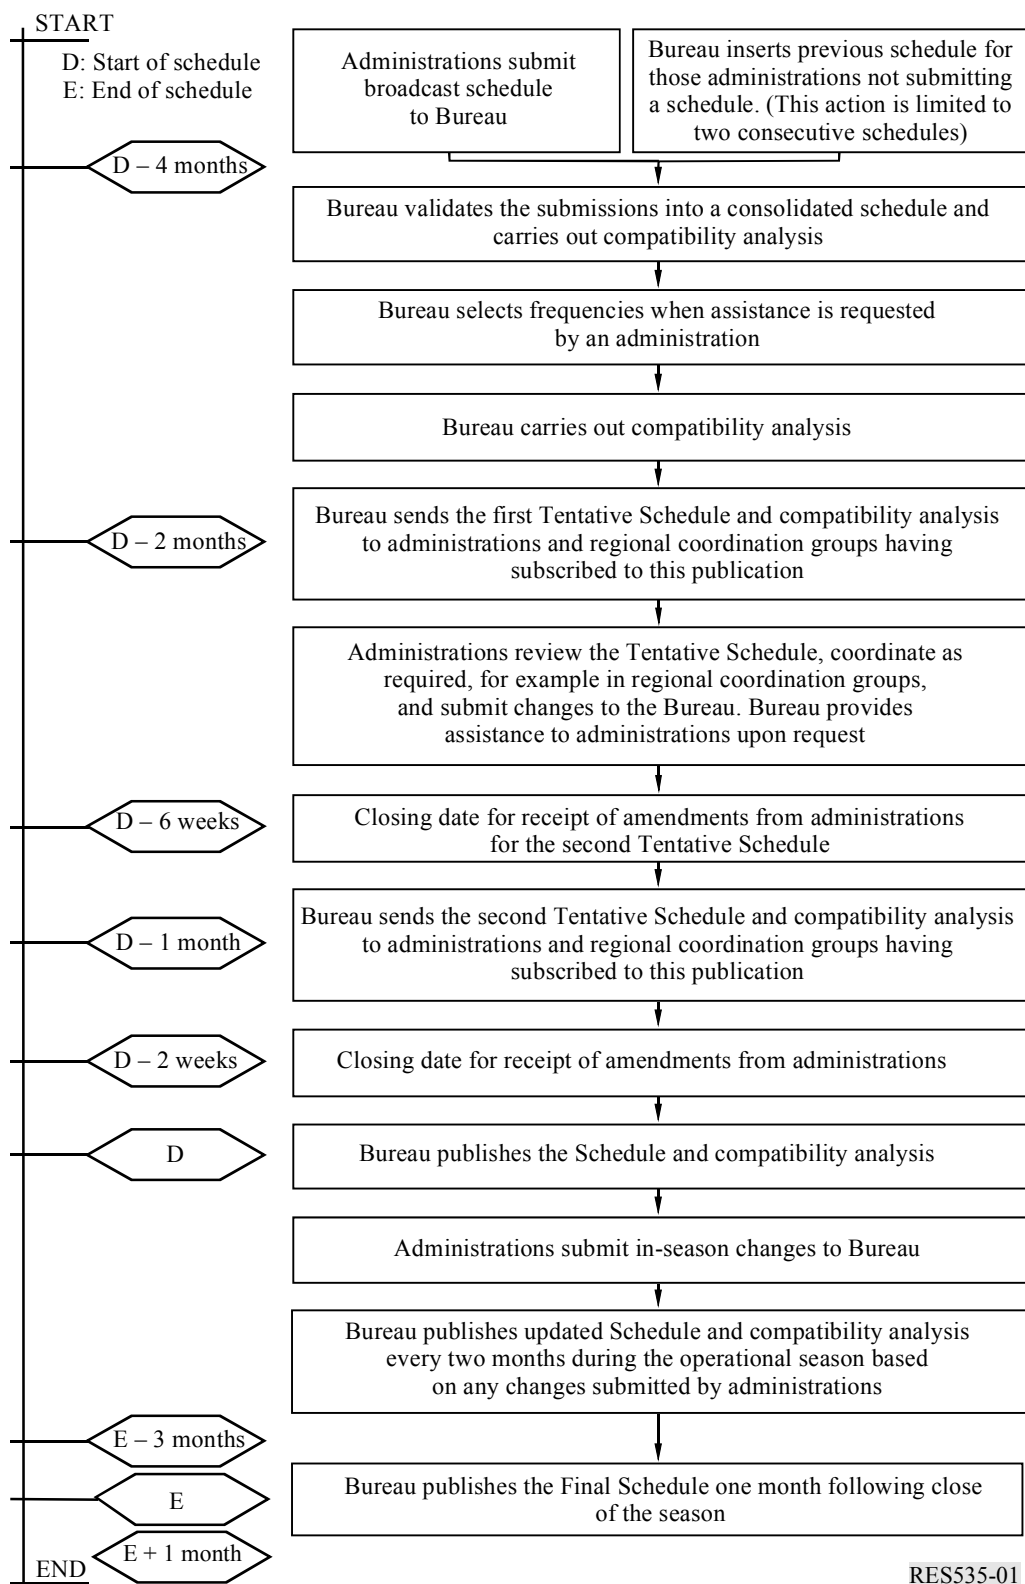 START
D: Start of schedule
E: End of schedule
Administrations submit
broadcast schedule
to Bureau
Bureau inserts previous schedule for
those administrations not submitting
a schedule. (This action is limited to
two consecutive schedules)
D – 4 months
Bureau validates the submissions into a consolidated schedule and
carries out compatibility analysis
Bureau selects frequencies when assistance is requested
by an administration
Bureau carries out compatibility analysis
D – 2 months
Bureau sends the first Tentative Schedule and compatibility analysis
to administrations and regional coordination groups having
subscribed to this publication
Administrations review the Tentative Schedule, coordinate as
required, for example in regional coordination groups,
and submit changes to the Bureau. Bureau provides
assistance to administrations upon request
D – 6 weeks
Closing date for receipt of amendments from administrations
for the second Tentative Schedule
D – 1 month
Bureau sends the second Tentative Schedule and compatibility analysis
to administrations and regional coordination groups having
subscribed to this publication
D – 2 weeks
Closing date for receipt of amendments from administrations
D
Bureau publishes the Schedule and compatibility analysis
Administrations submit in-season changes to Bureau
Bureau publishes updated Schedule and compatibility analysis
every two months during the operational season based
on any changes submitted by administrations
E – 3 months
E
Bureau publishes the Final Schedule one month following close
of the season
E + 1 month
END
RES535-01